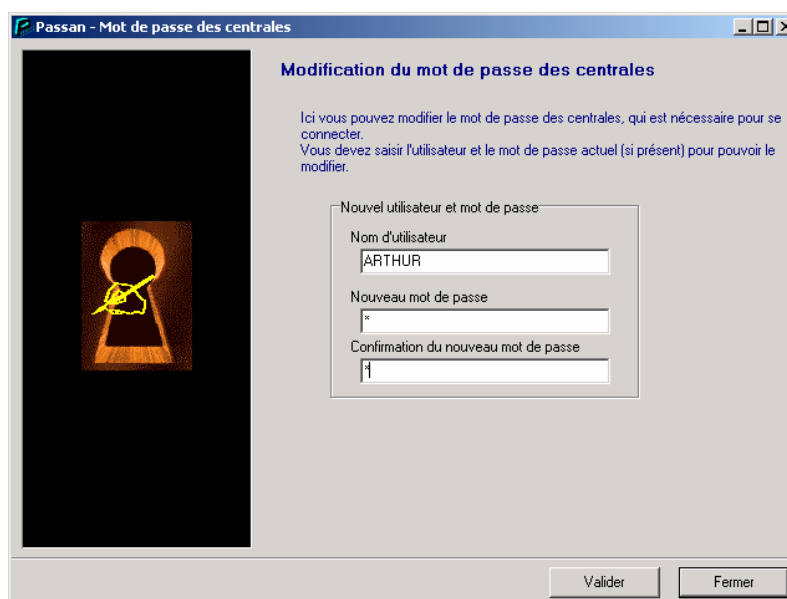 Passan - Mot de passe des centrales
Modification du mot de passe des centrales
Ici vous pouvez modifier le mot de passe des centrales, qui est nécessaire pour se
connecter.
Vous devez saisir l'utilisateur et le mot de passe actuel (si présent) pour pouvoir le
modifier.
Nouvel utilisateur et mot de passe
Nom d'utilisateur
ARTHUR
Nouveau mot de passe
*
Confirmation du nouveau mot de passe
*
Valider
Fermer